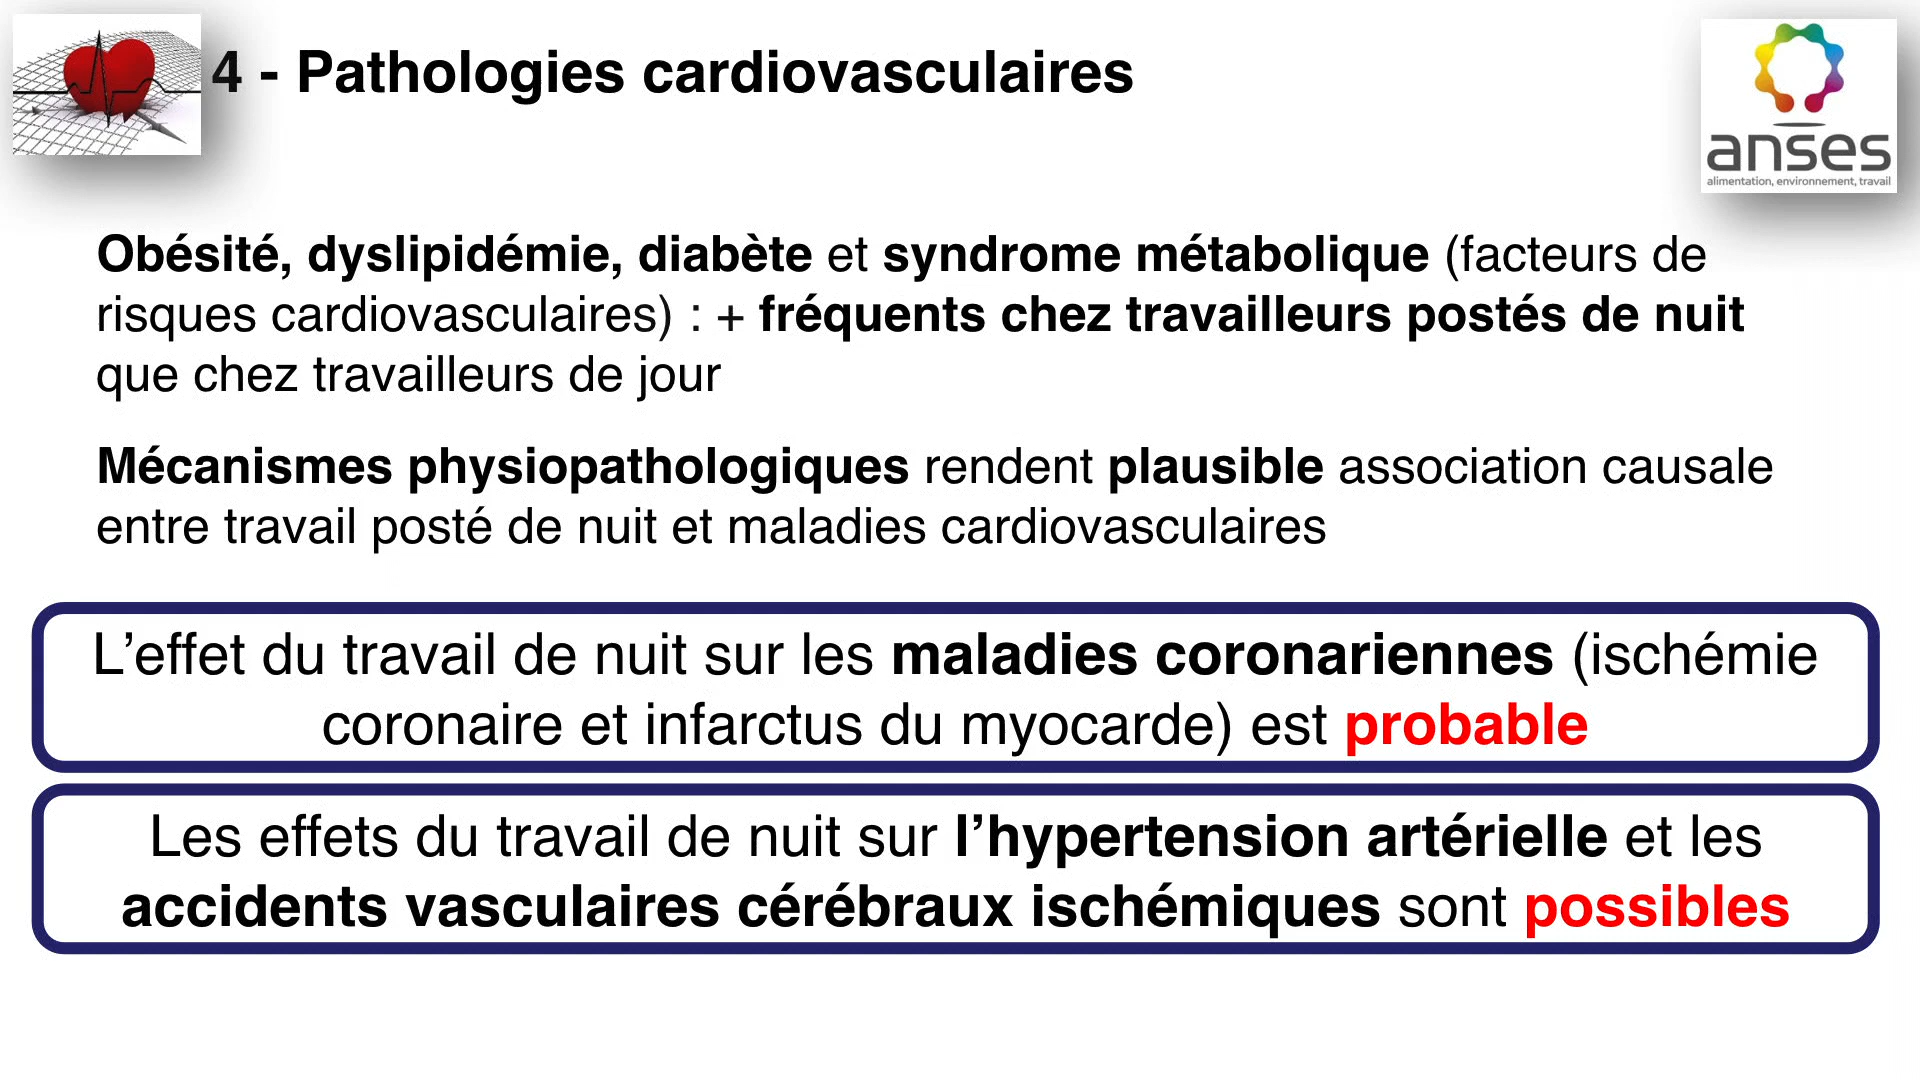 4 - Pathologies cardiovasculaires
anses
alimentation, environnement, travail
Obésité, dyslipidémie, diabète et syndrome métabolique (facteurs de
risques cardiovasculaires) : + fréquents chez travailleurs postés de nuit
que chez travailleurs de jour
Mécanismes physiopathologiques rendent plausible association causale
entre travail posté de nuit et maladies cardiovasculaires
L’effet du travail de nuit sur les maladies coronariennes (ischémie
coronaire et infarctus du myocarde) est probable
Les effets du travail de nuit sur l’hypertension artérielle et les
accidents vasculaires cérébraux ischémiques sont possibles